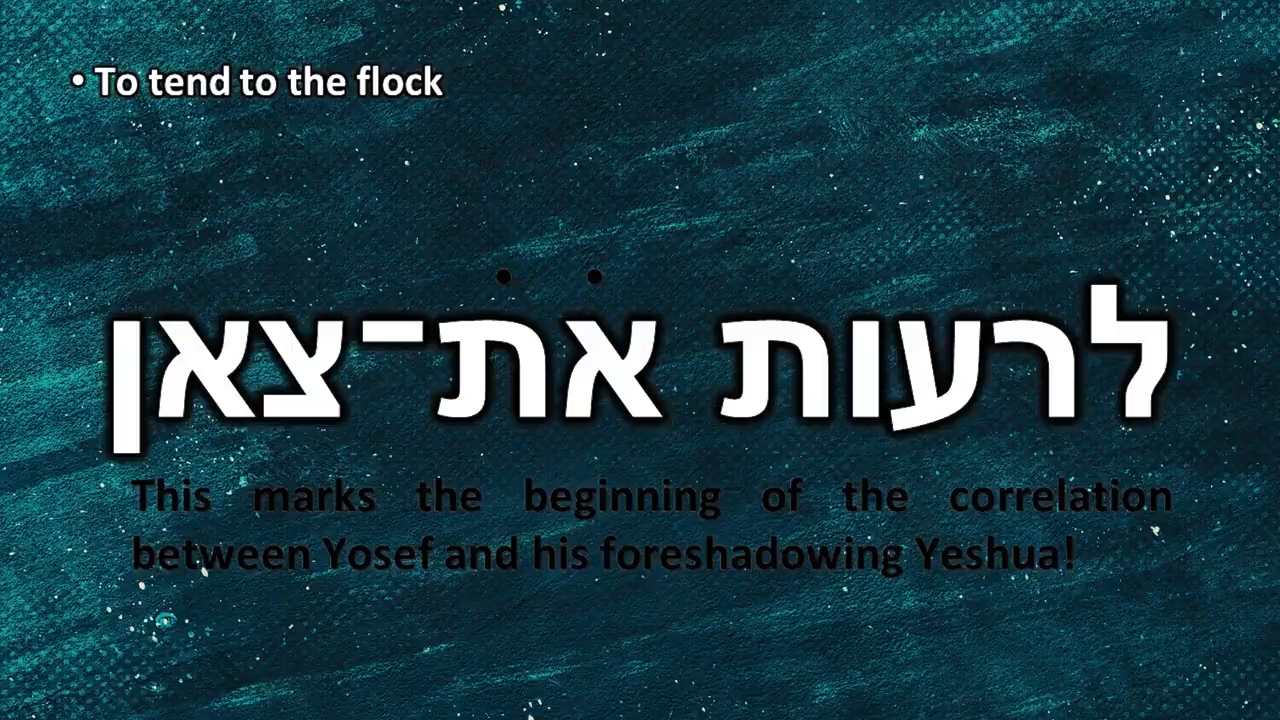 • To tend to the flock
לרעות אׄתׄ־צאן
This marks the beginning of the correlation
between Yosef and his foreshadowing Yeshua!